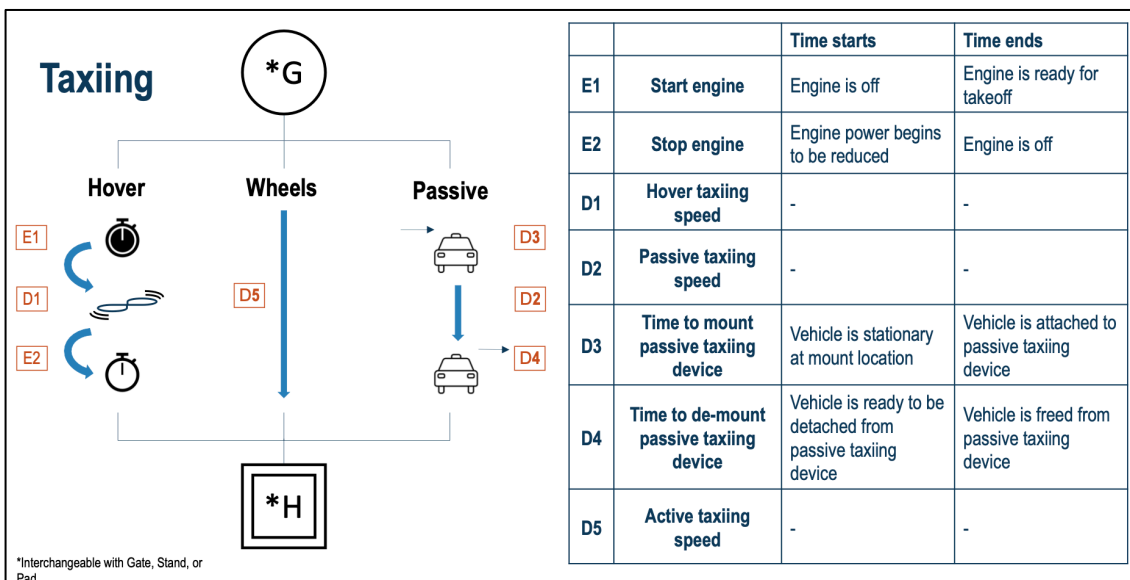 Taxiing
*G
Hover
Wheels
Passive
E1
D1
E2
D5
D3
D2
D4
*H
*Interchangeable with Gate, Stand, or
Pad
Time starts
Time ends
E1
Start engine
Engine is off
Engine is ready for
takeoff
E2
Stop engine
Engine power begins
to be reduced
Engine is off
D1
Hover taxiing
speed
-
-
D2
Passive taxiing
speed
-
-
D3
Time to mount
passive taxiing
device
Vehicle is stationary
at mount location
Vehicle is attached to
passive taxiing
device
D4
Time to de-mount
passive taxiing
device
Vehicle is ready to be
detached from
passive taxiing
device
Vehicle is freed from
passive taxiing
device
D5
Active taxiing
speed
-
-